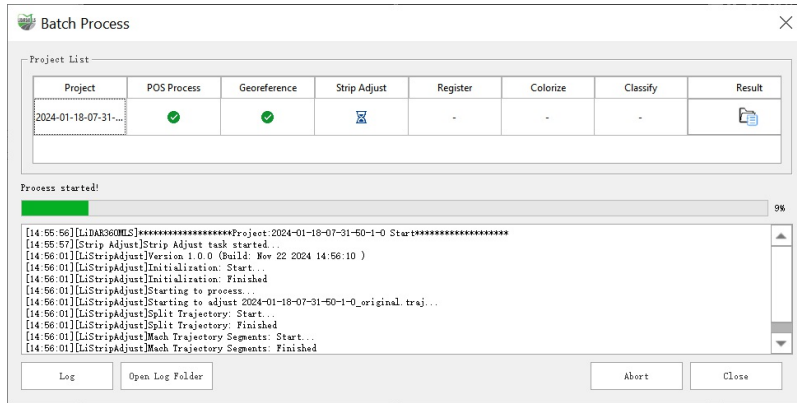 Batch Process
Project List
Project POS Process Georeference Strip Adjust Register Colorize Classify Result
2024-01-18-07-31-... - - -
Process started!
9%
[14:55:56][LiDAR360MLS]*******************Project:2024-01-18-07-31-50-1-0 Start*******************
[14:55:57][Strip Adjust]Strip Adjust task started...
[14:56:01][LiStripAdjust]Version 1.0.0 (Build: Nov 22 2024 14:56:10 )
[14:56:01][LiStripAdjust]Initialization: Start...
[14:56:01][LiStripAdjust]Initialization: Finished
[14:56:01][LiStripAdjust]Starting to process...
[14:56:01][LiStripAdjust]Starting to adjust 2024-01-18-07-31-50-1-0_original.traj...
[14:56:01][LiStripAdjust]Split Trajectory: Start...
[14:56:01][LiStripAdjust]Split Trajectory: Finished
[14:56:01][LiStripAdjust]Mach Trajectory Segments: Start...
[14:56:01][LiStripAdjust]Mach Trajectory Segments: Finished
Log Open Log Folder Abort Close